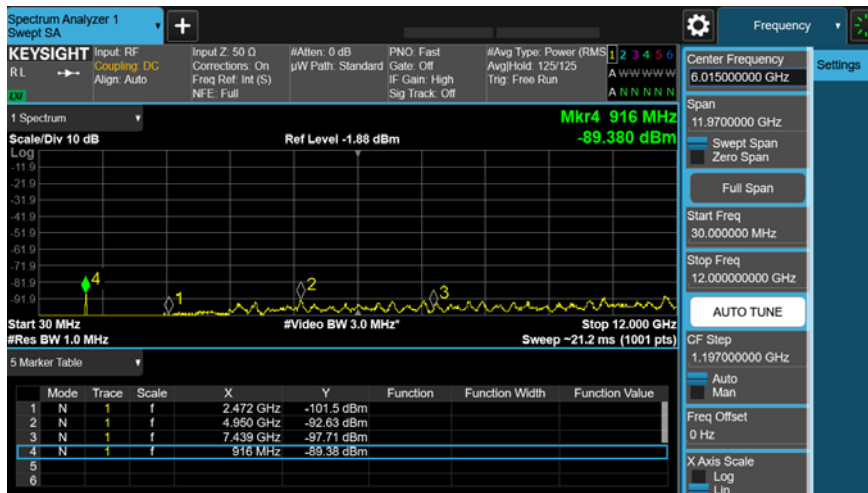 Spectrum Analyzer 1
Swept SA
+
Frequency
KEYSIGHT
RL
LXI
Input: RF
Coupling: DC
Align: Auto
Input Z: 50 Ω
Corrections: On
Freq Ref: Int (S)
NFE: Full
#Atten: 0 dB
µW Path: Standard
PNO: Fast
Gate: Off
IF Gain: High
Sig Track: Off
#Avg Type: Power (RMS
Avg|Hold: 125/125
Trig: Free Run
1 2 3 4 5 6
A W W W W W
A N N N N N
1 Spectrum
Scale/Div 10 dB
Ref Level -1.88 dBm
Mkr4 916 MHz
-89.380 dBm
Log
-11.9
-21.9
-31.9
-41.9
-51.9
-61.9
-71.9
-81.9
-91.9
4
1
2
3
Start 30 MHz
#Video BW 3.0 MHz*
Stop 12.000 GHz
#Res BW 1.0 MHz
Sweep ~21.2 ms (1001 pts)
5 Marker Table
Mode Trace Scale X Y Function Function Width Function Value
1 N 1 f 2.472 GHz -101.5 dBm
2 N 1 f 4.950 GHz -92.63 dBm
3 N 1 f 7.439 GHz -97.71 dBm
4 N 1 f 916 MHz -89.38 dBm
5
6
Center Frequency
6.015000000 GHz
Settings
Span
11.9700000 GHz
Swept Span
Zero Span
Full Span
Start Freq
30.000000 MHz
Stop Freq
12.000000000 GHz
AUTO TUNE
CF Step
1.197000000 GHz
Auto
Man
Freq Offset
0 Hz
X Axis Scale
Log
Lin